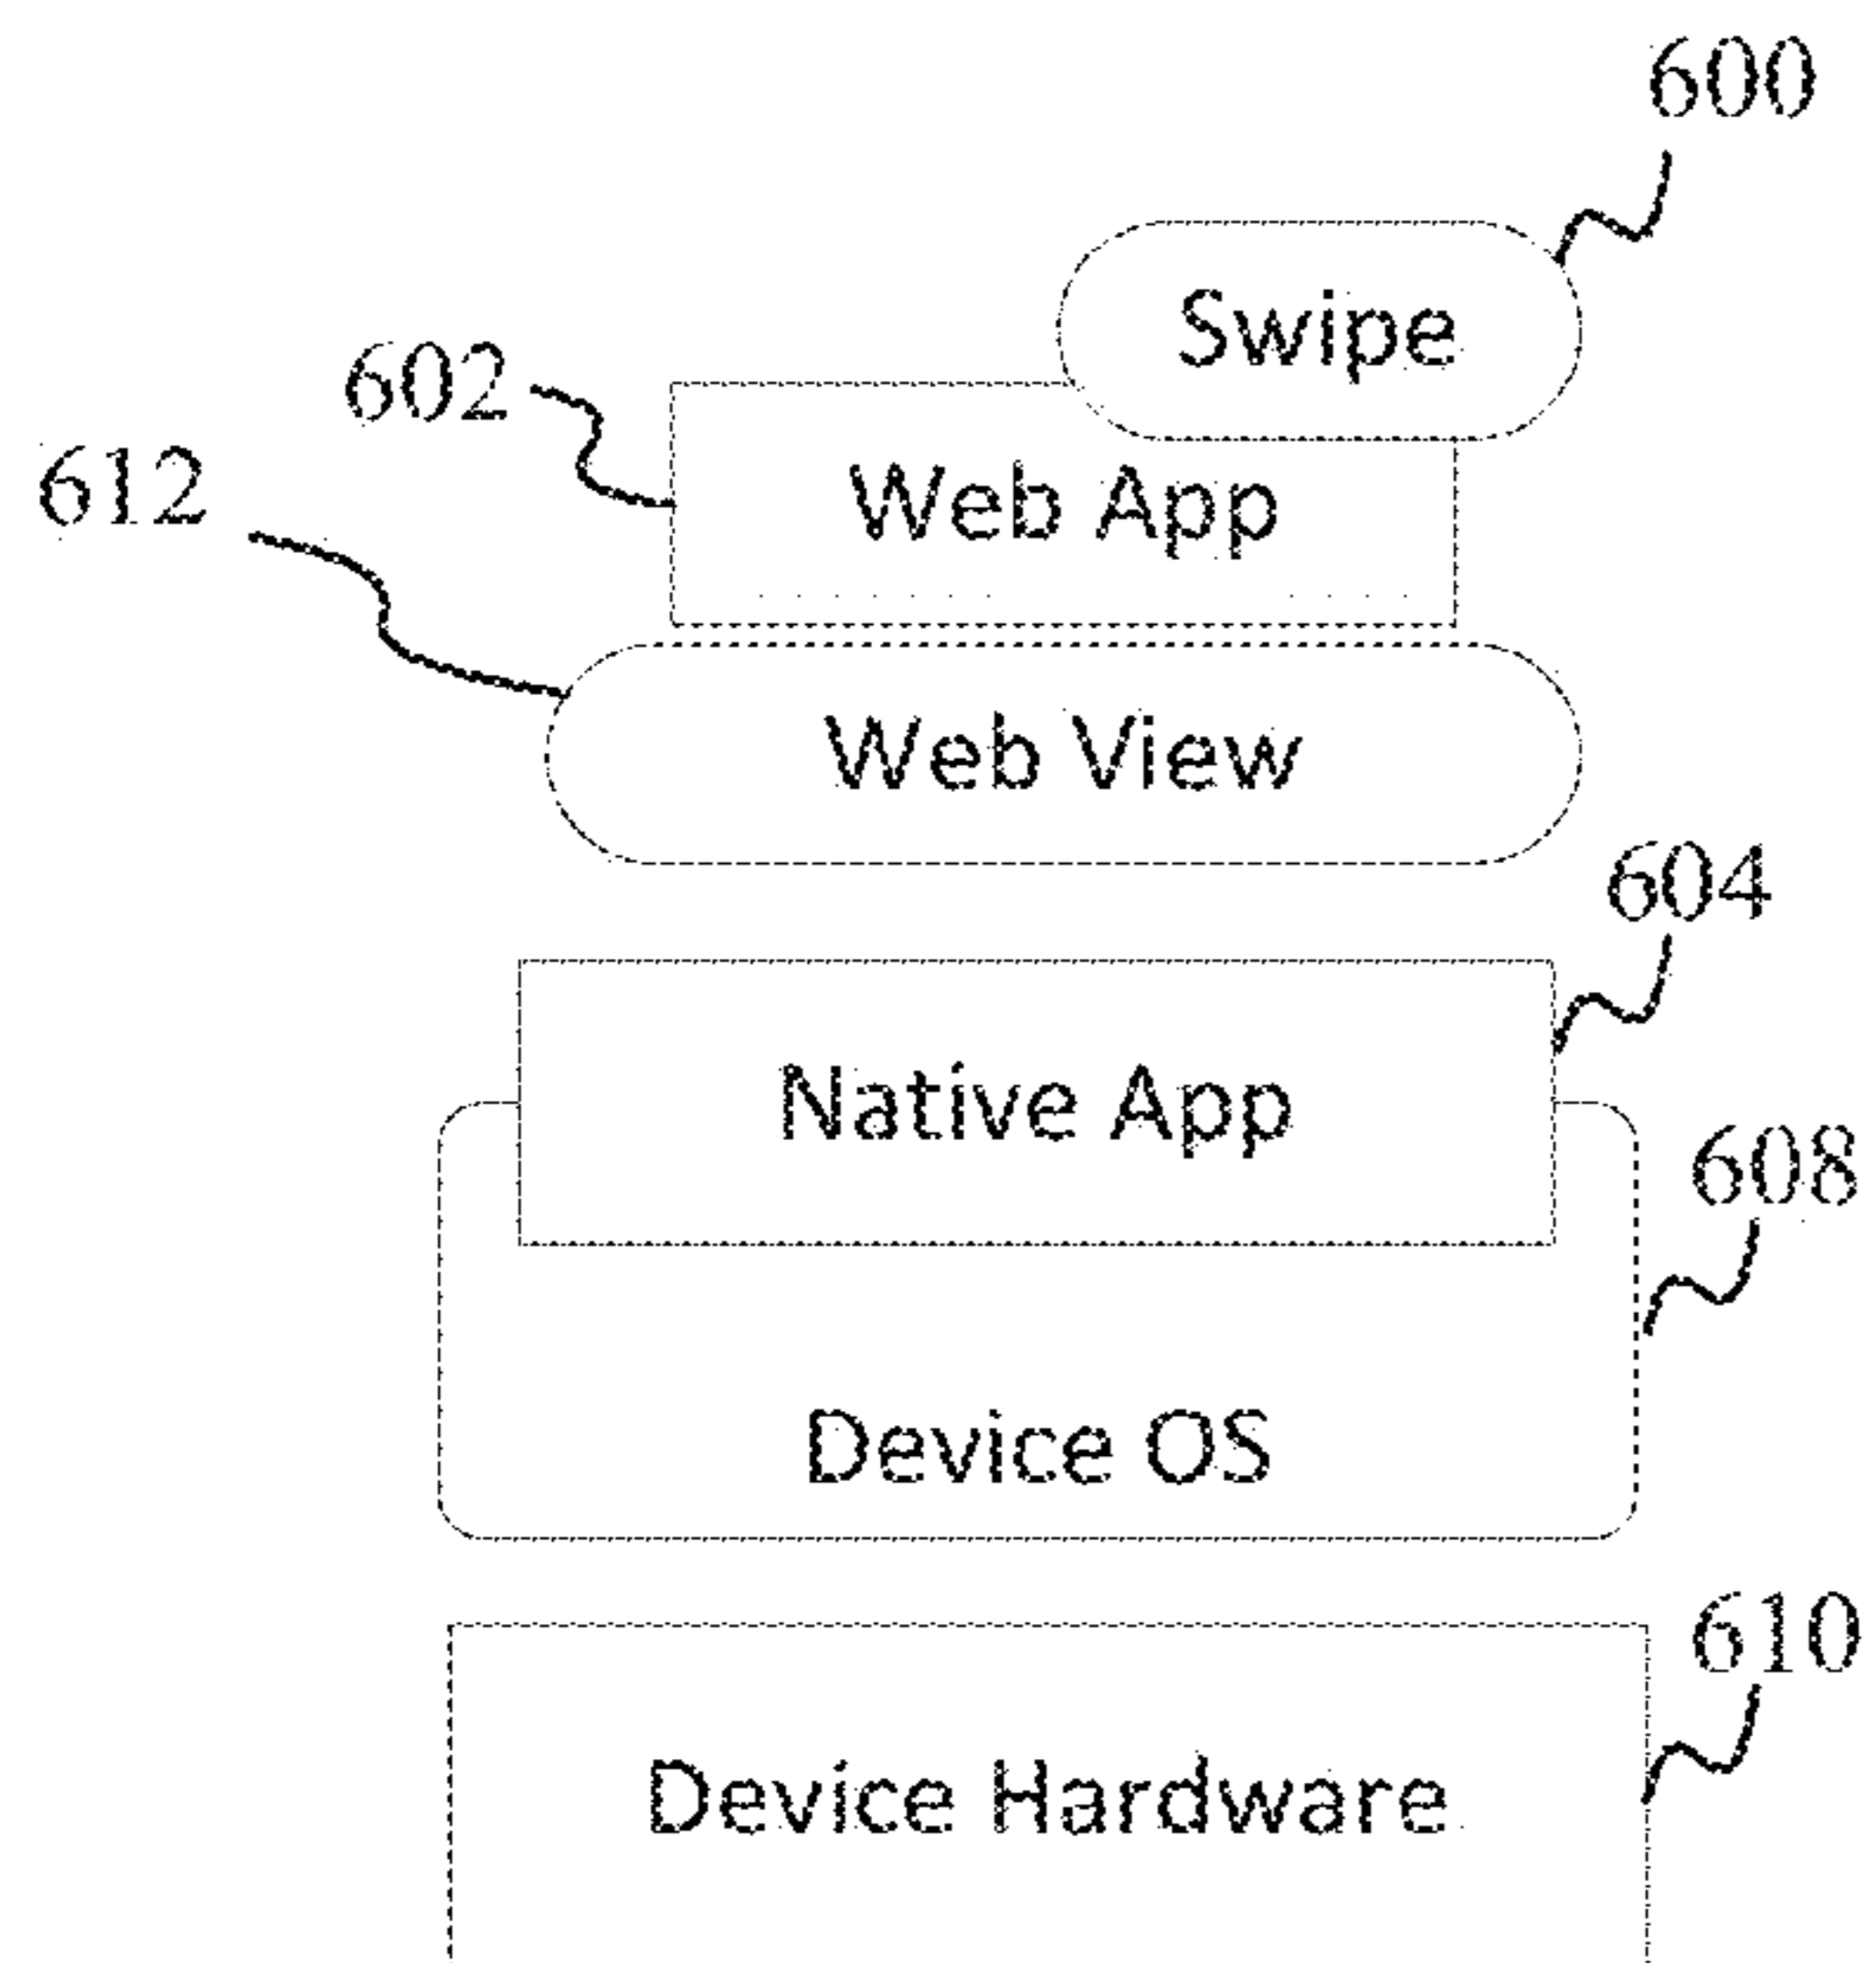 600
Swipe
602
Web App
612
Web View
604
Native App
608
Device OS
610
Device Hardware